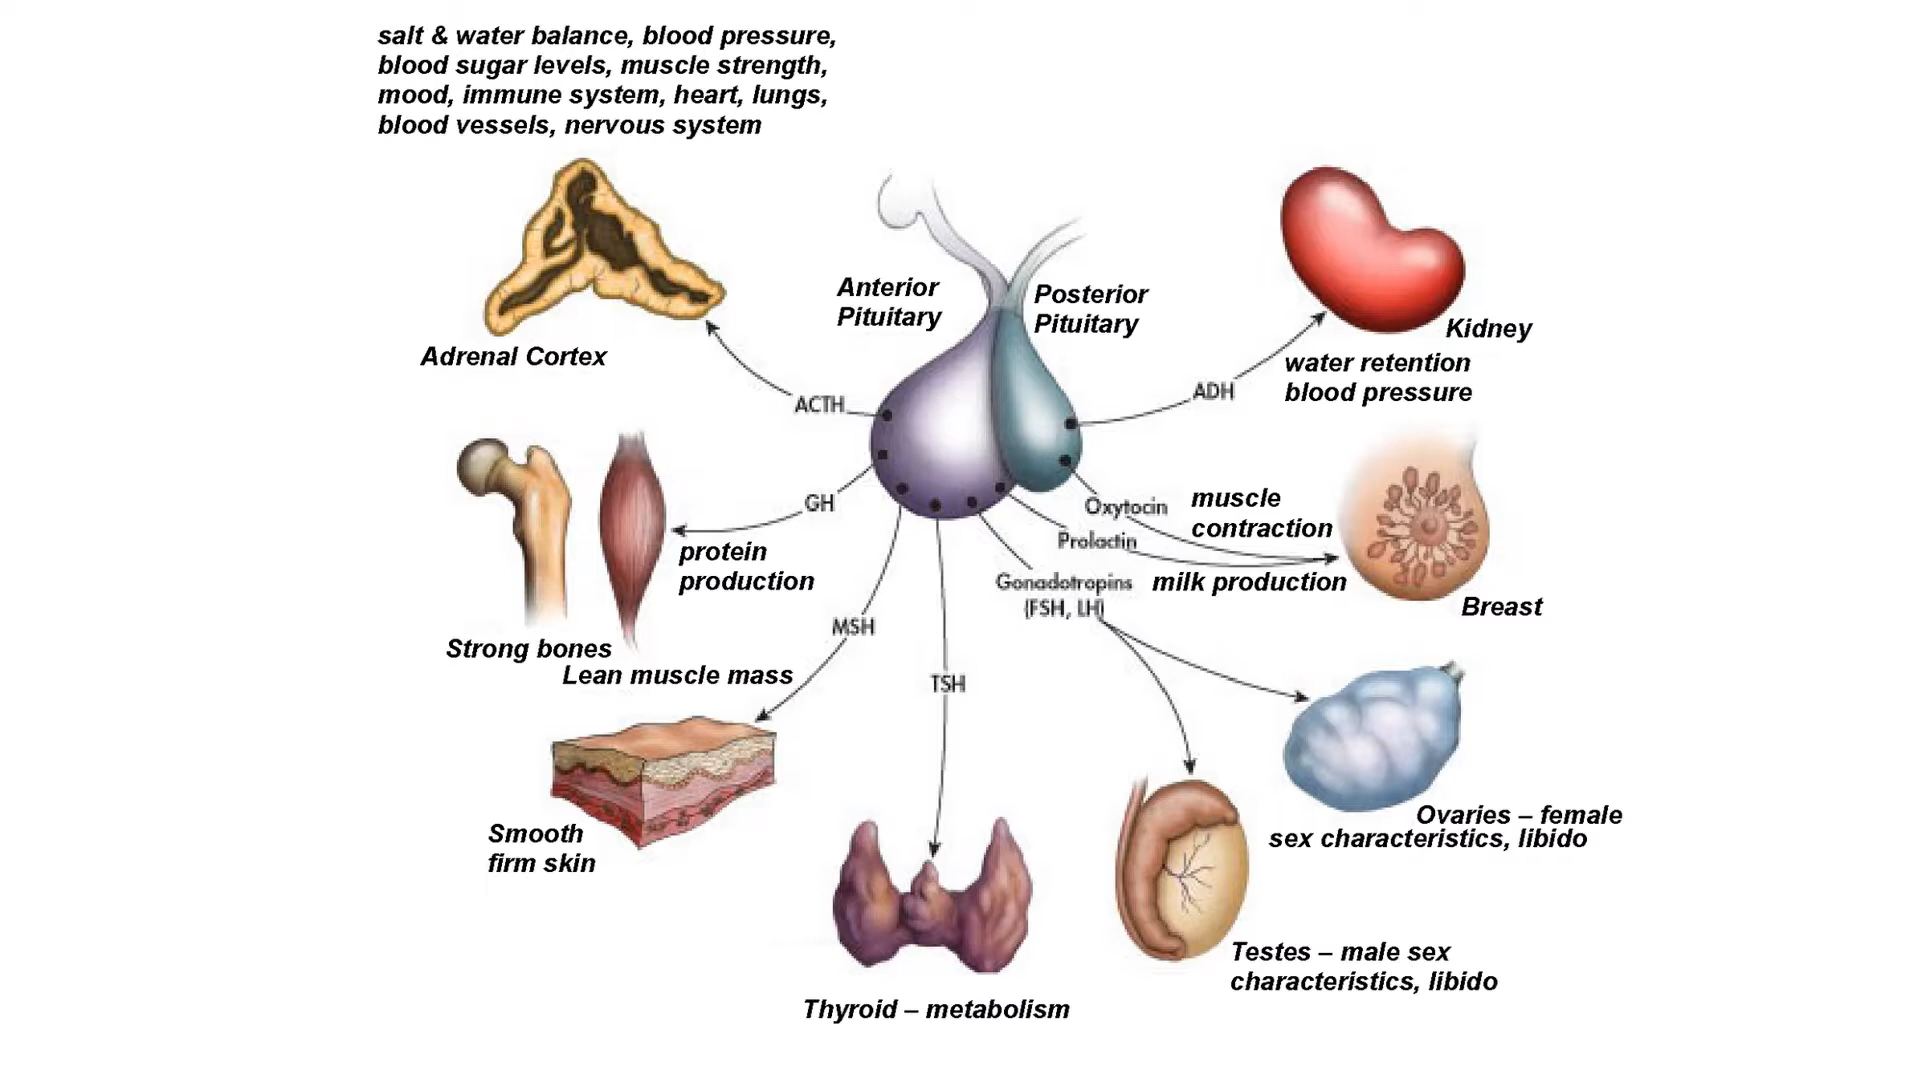 salt & water balance, blood pressure,
blood sugar levels, muscle strength,
mood, immune system, heart, lungs,
blood vessels, nervous system
Anterior
Pituitary
Posterior
Pituitary
Kidney
water retention
blood pressure
Adrenal Cortex
ACTH
ADH
GH
protein
production
Strong bones
Lean muscle mass
Oxytocin
muscle
contraction
Prolactin
milk production
Breast
Gonadotropins
(FSH, LH)
MSH
TSH
Smooth
firm skin
Ovaries – female
sex characteristics, libido
Testes – male sex
characteristics, libido
Thyroid – metabolism